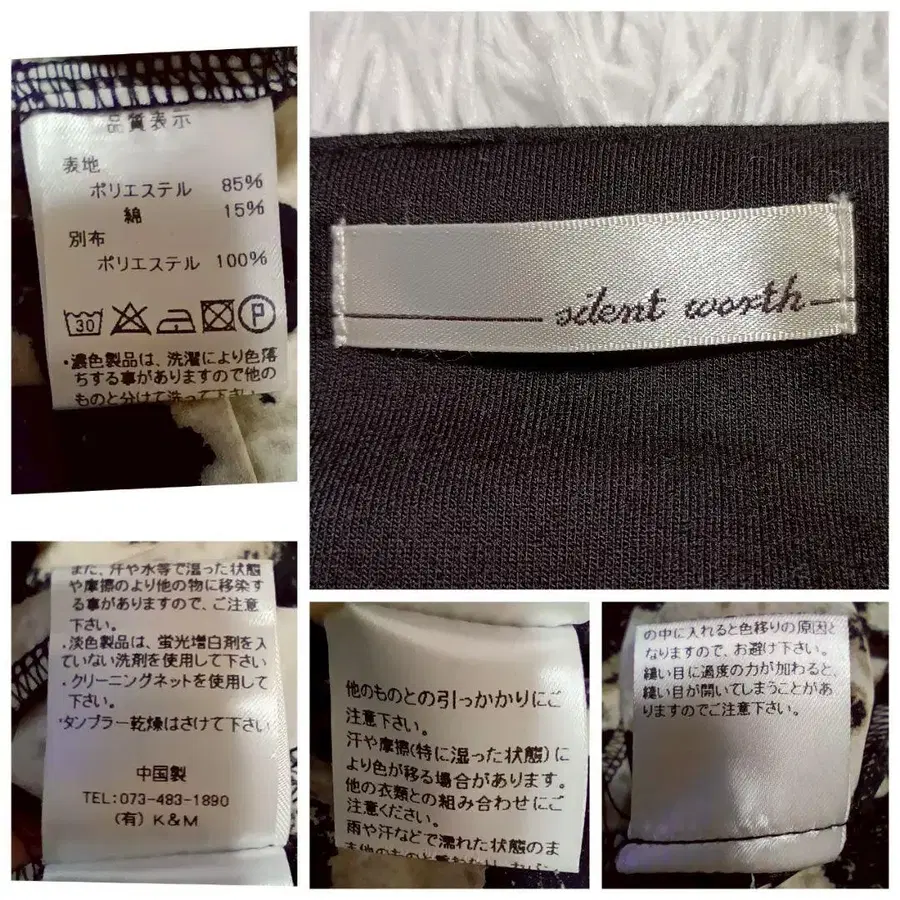 品質表示
表地
ポリエステル 85%
綿 15%
別布
ポリエステル 100%
30 P
・濃色製品は、洗濯により色落
ちする事がありますので他の
ものと分けて洗って下さい
silent worth
また、汗や水等で湿った状態
や摩擦のより他の物に移染す
る事がありますので、ご注意
下さい。
・淡色製品は、蛍光増白剤を入
ていない洗剤を使用して下さい
・クリーニングネットを使用して
下さい。
・タンブラー乾燥はさけて下さい
中国製
TEL:073-483-1890
(有) K&M
他のものとの引っかかりにご
注意下さい。
汗や摩擦(特に湿った状態)に
より色が移る場合があります。
他の衣類との組み合わせにご
注意ください。
雨や汗などで濡れた状態のま
ま他のものと重ねたり、カバン
の中に入れると色移りの原因と
なりますので、お避け下さい。
縫い目に過度の力が加わると、
縫い目が開いてしまうことがあ
りますのでご注意下さい。